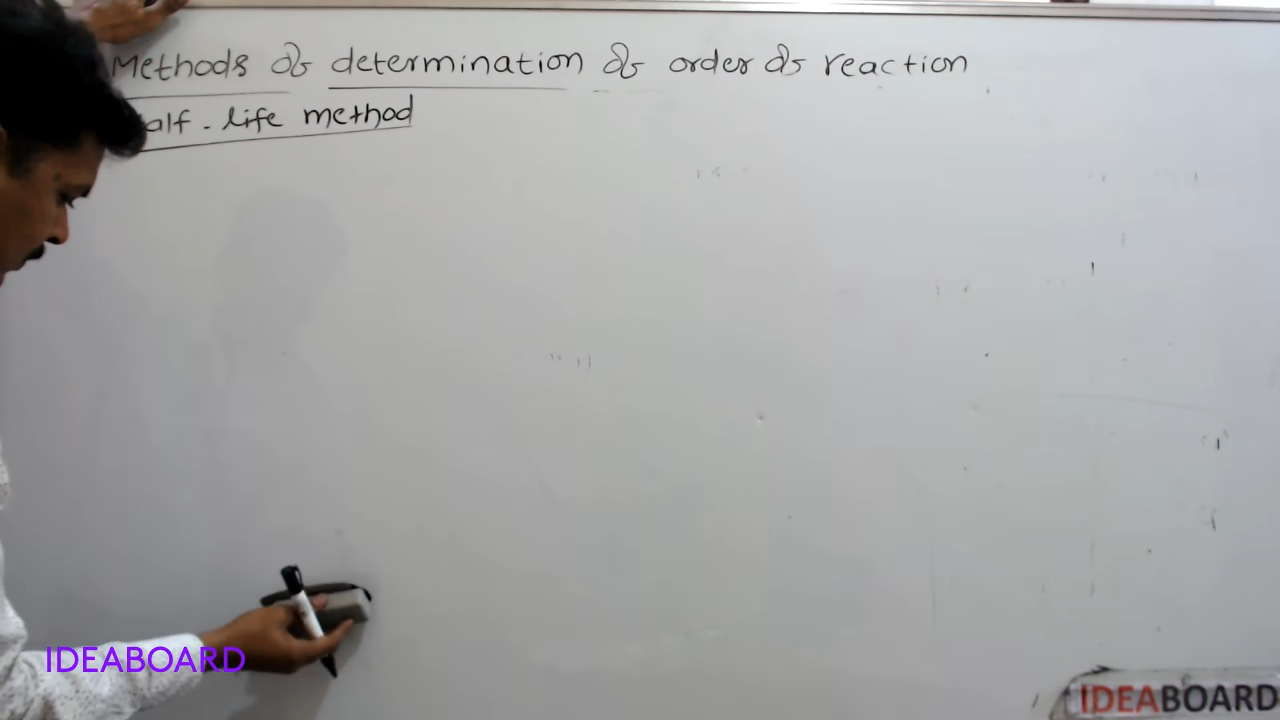 Methods of determination of order of reaction
alf - life method
IDEABOARD
IDEABOARD